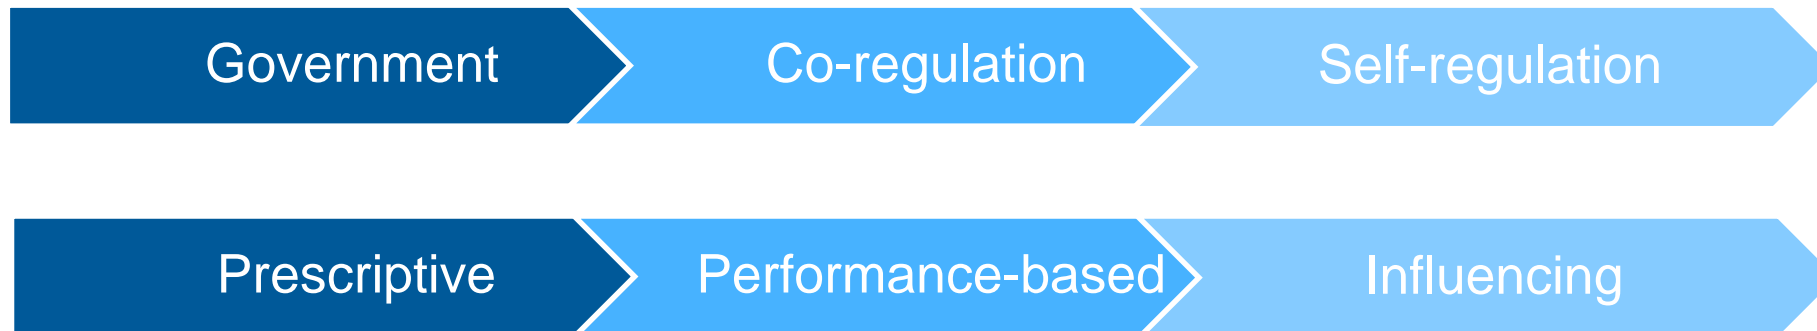 Government Co-regulation Self-regulation
Prescriptive Performance-based Influencing